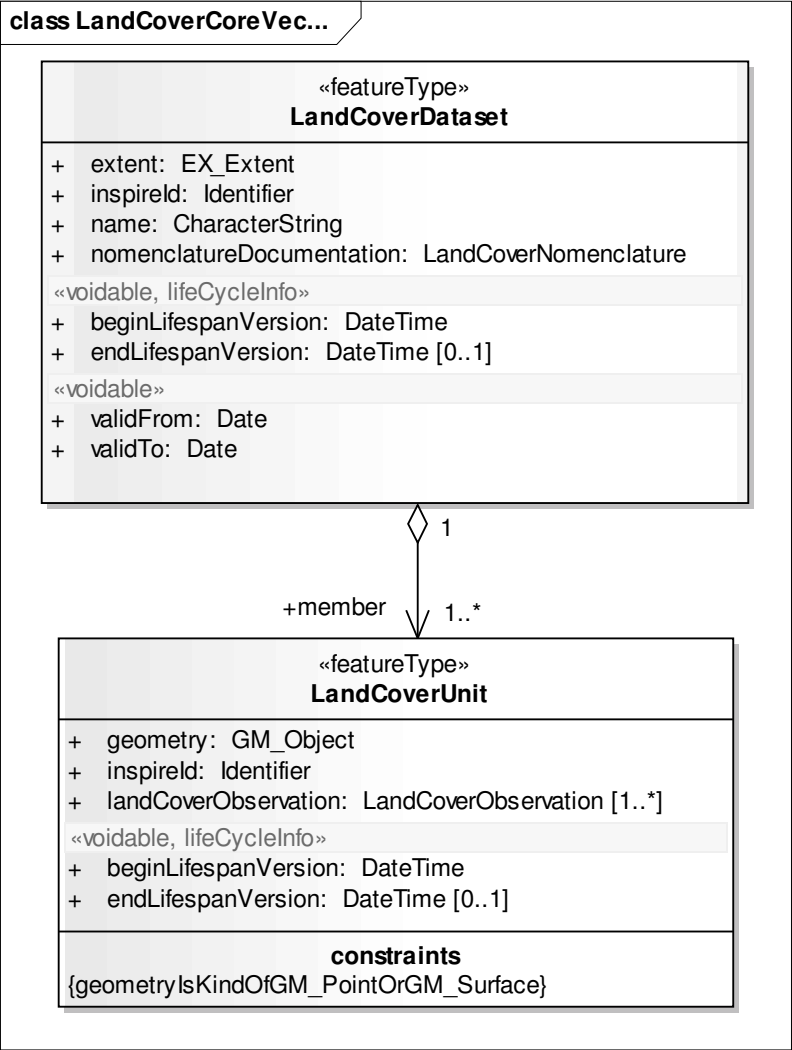 class LandCoverCoreVec...
«featureType»
LandCoverDataset
+ extent: EX_Extent
+ inspireId: Identifier
+ name: CharacterString
+ nomenclatureDocumentation: LandCoverNomenclature
«voidable, lifeCycleInfo»
+ beginLifespanVersion: DateTime
+ endLifespanVersion: DateTime [0..1]
«voidable»
+ validFrom: Date
+ validTo: Date
1
+member 1..*
«featureType»
LandCoverUnit
+ geometry: GM_Object
+ inspireId: Identifier
+ landCoverObservation: LandCoverObservation [1..*]
«voidable, lifeCycleInfo»
+ beginLifespanVersion: DateTime
+ endLifespanVersion: DateTime [0..1]
constraints
{geometryIsKindOfGM_PointOrGM_Surface}